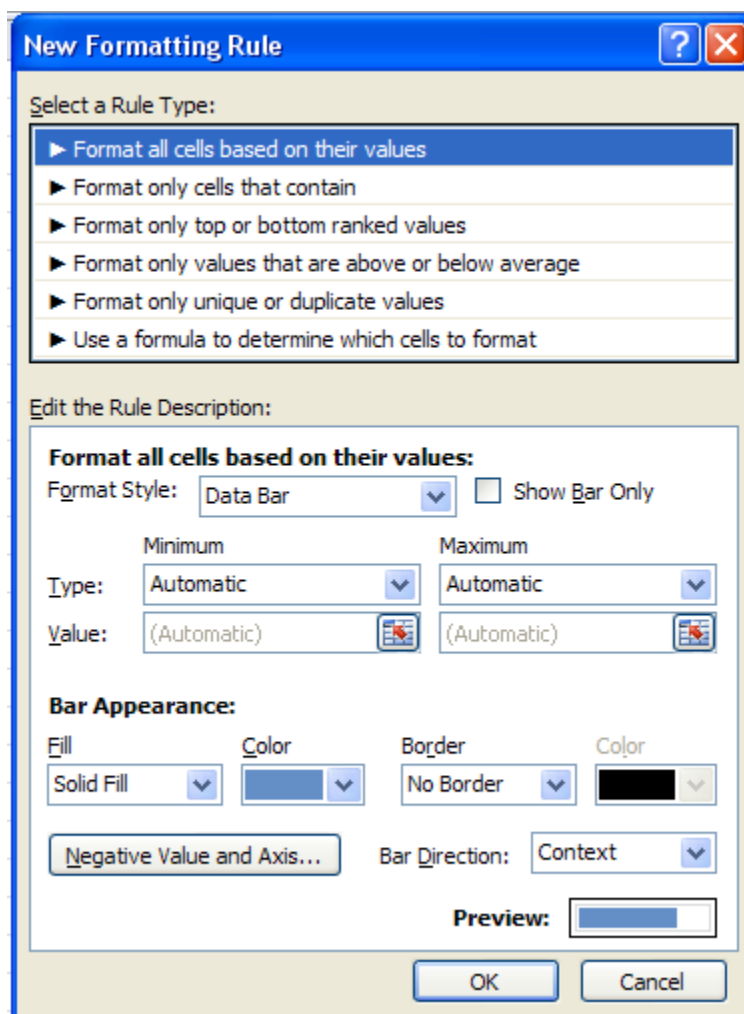 New Formatting Rule
Select a Rule Type:
► Format all cells based on their values
► Format only cells that contain
► Format only top or bottom ranked values
► Format only values that are above or below average
► Format only unique or duplicate values
► Use a formula to determine which cells to format
Edit the Rule Description:
Format all cells based on their values:
Format Style: Data Bar Show Bar Only
Minimum Maximum
Type: Automatic Automatic
Value: (Automatic) (Automatic)
Bar Appearance:
Fill Color Border Color
Solid Fill No Border
Negative Value and Axis... Bar Direction: Context
Preview:
OK Cancel